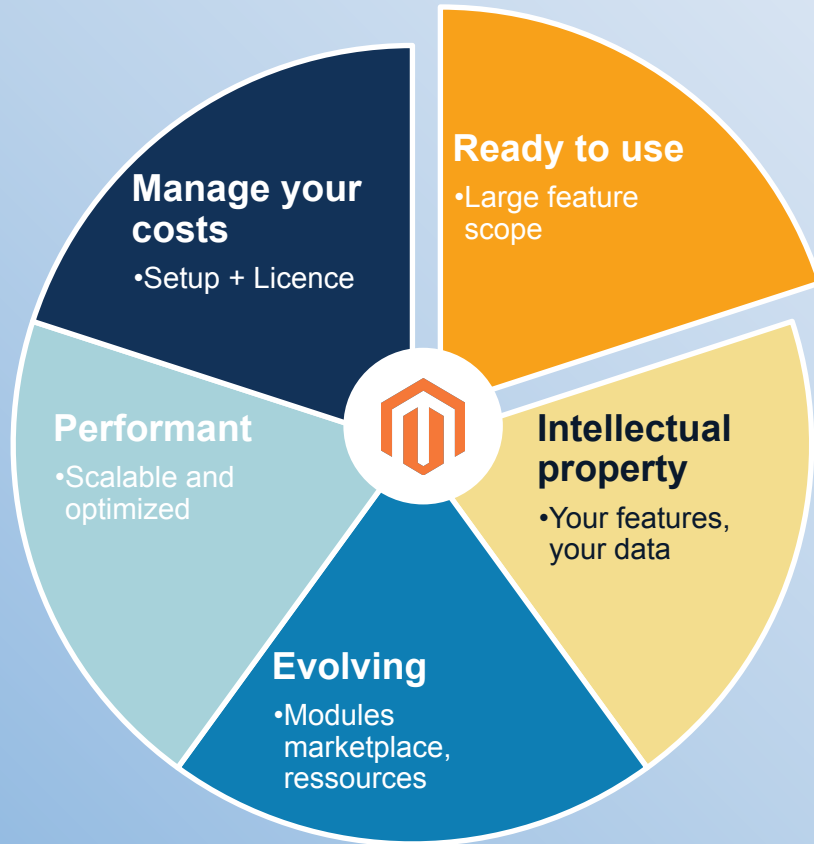 Ready to use
•Large feature
scope
Intellectual
property
•Your features,
your data
Evolving
•Modules
marketplace,
ressources
Performant
•Scalable and
optimized
Manage your
costs
•Setup + Licence